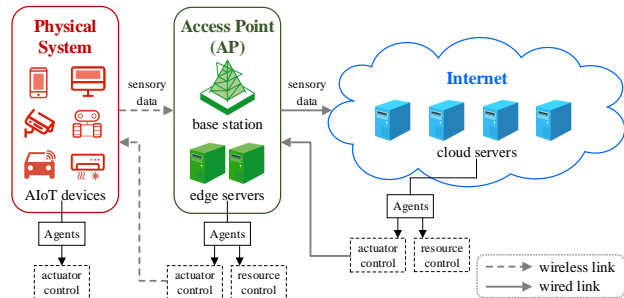 Physical
System
AIoT devices
Agents
actuator
control
sensory
data
Access Point
(AP)
base station
edge servers
Agents
actuator
control
resource
control
sensory
data
Internet
cloud servers
Agents
actuator
control
resource
control
wireless link
wired link